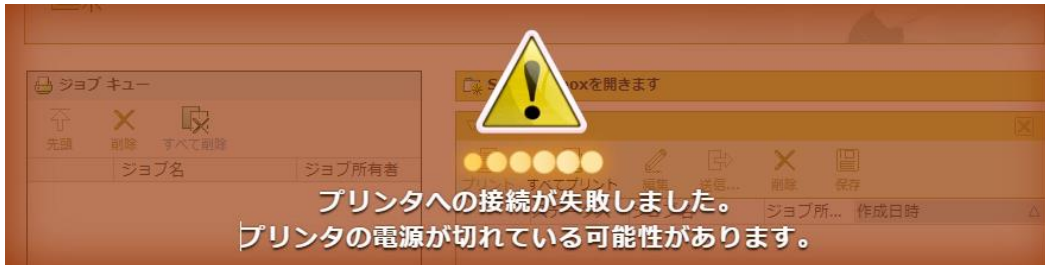 ジョブ キュー
先頭
削除
すべて削除
ジョブ名
ジョブ所有者
oxを開きます
プリント
すべてプリント
編集
送信...
削除
保存
ジョブ所...
作成日時
プリンタへの接続が失敗しました。
プリンタの電源が切れている可能性があります。